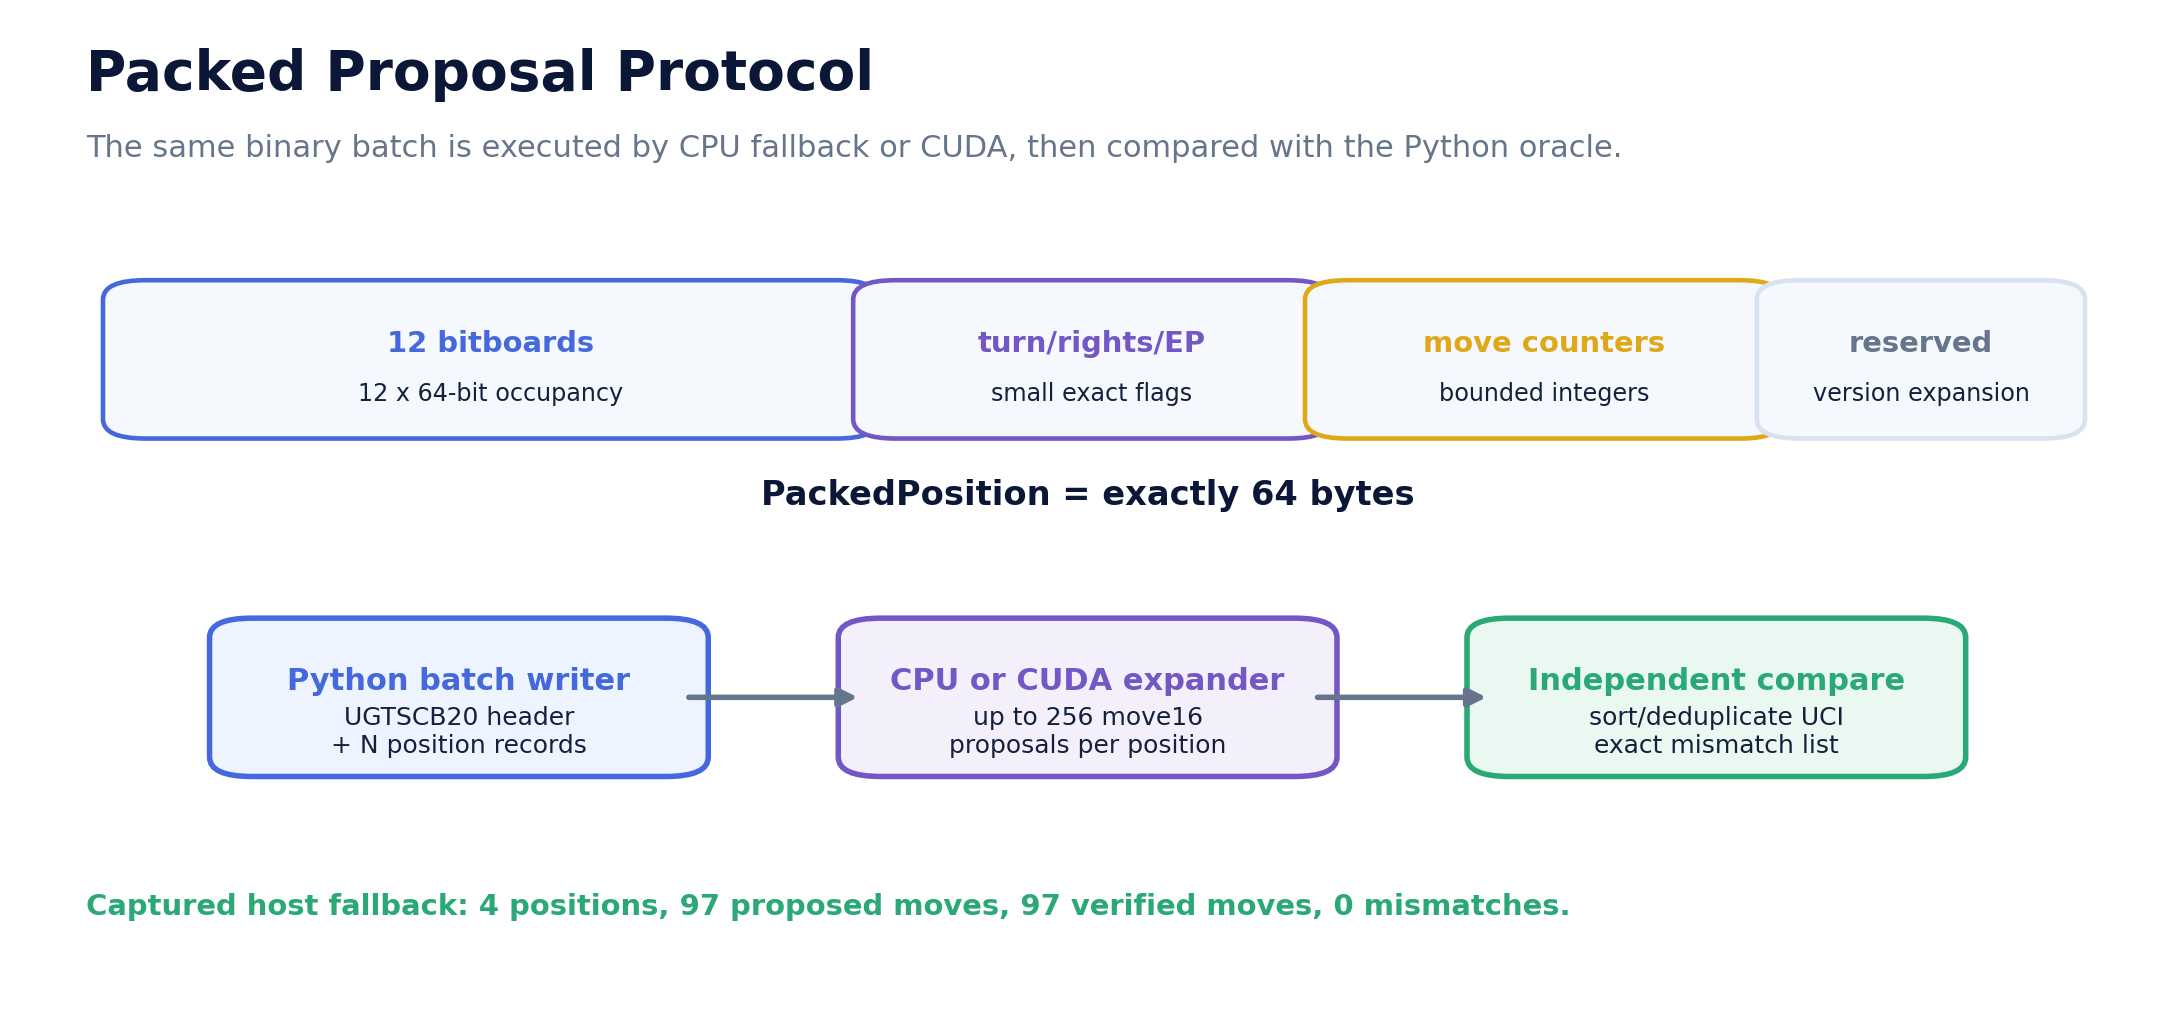 Packed Proposal Protocol
The same binary batch is executed by CPU fallback or CUDA, then compared with the Python oracle.
12 bitboards
12 x 64-bit occupancy
turn/rights/EP
small exact flags
move counters
bounded integers
reserved
version expansion
PackedPosition = exactly 64 bytes
Python batch writer
UGTSCB20 header
+ N position records
CPU or CUDA expander
up to 256 move16
proposals per position
Independent compare
sort/deduplicate UCI
exact mismatch list
Captured host fallback: 4 positions, 97 proposed moves, 97 verified moves, 0 mismatches.